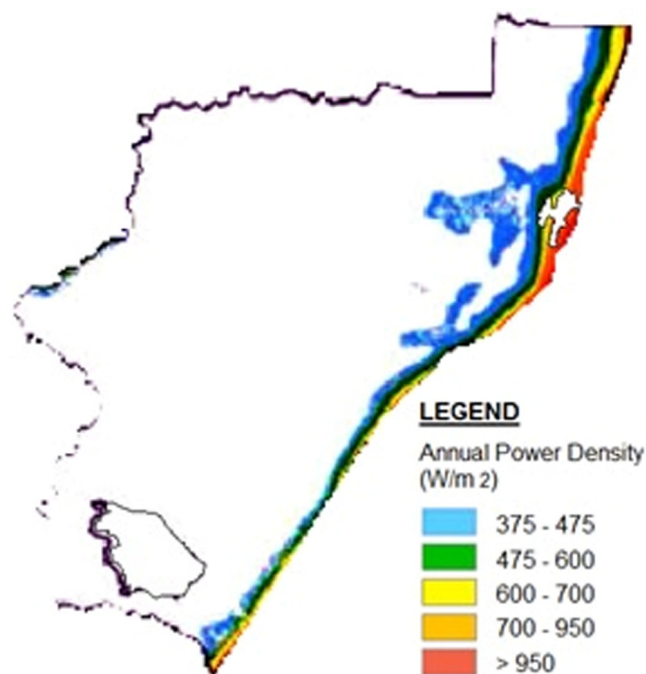 LEGEND
Annual Power Density
(W/m 2)
375 - 475
475 - 600
600 - 700
700 - 950
> 950